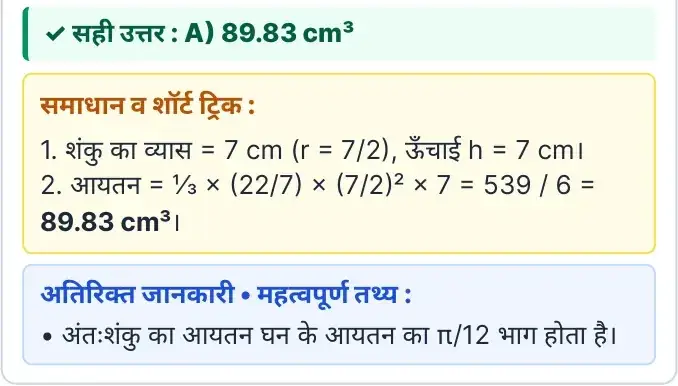 ✓ सही उत्तर : A) 89.83 cm³
समाधान व शॉर्ट ट्रिक :
1. शंकु का व्यास = 7 cm (r = 7/2), ऊँचाई h = 7 cm।
2. आयतन = ⅓ × (22/7) × (7/2)² × 7 = 539 / 6 =
89.83 cm³।
अतिरिक्त जानकारी • महत्वपूर्ण तथ्य :
• अंतःशंकु का आयतन घन के आयतन का π/12 भाग होता है।